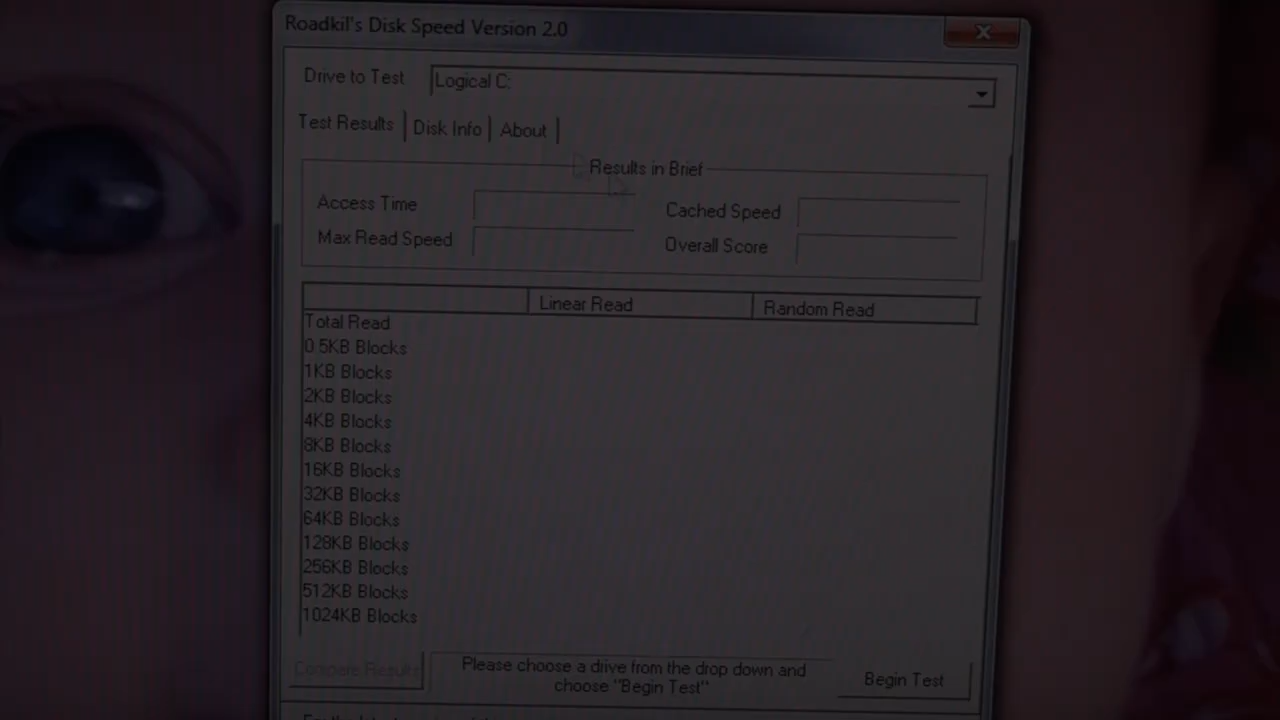 Roadkil's Disk Speed Version 2.0
Drive to Test Logical C:
Test Results Disk Info About
Results in Brief
Access Time Cached Speed
Max Read Speed Overall Score
Linear Read Random Read
Total Read
0.5KB Blocks
1KB Blocks
2KB Blocks
4KB Blocks
8KB Blocks
16KB Blocks
32KB Blocks
64KB Blocks
128KB Blocks
256KB Blocks
512KB Blocks
1024KB Blocks
Compare Results Please choose a drive from the drop down and
choose "Begin Test" Begin Test